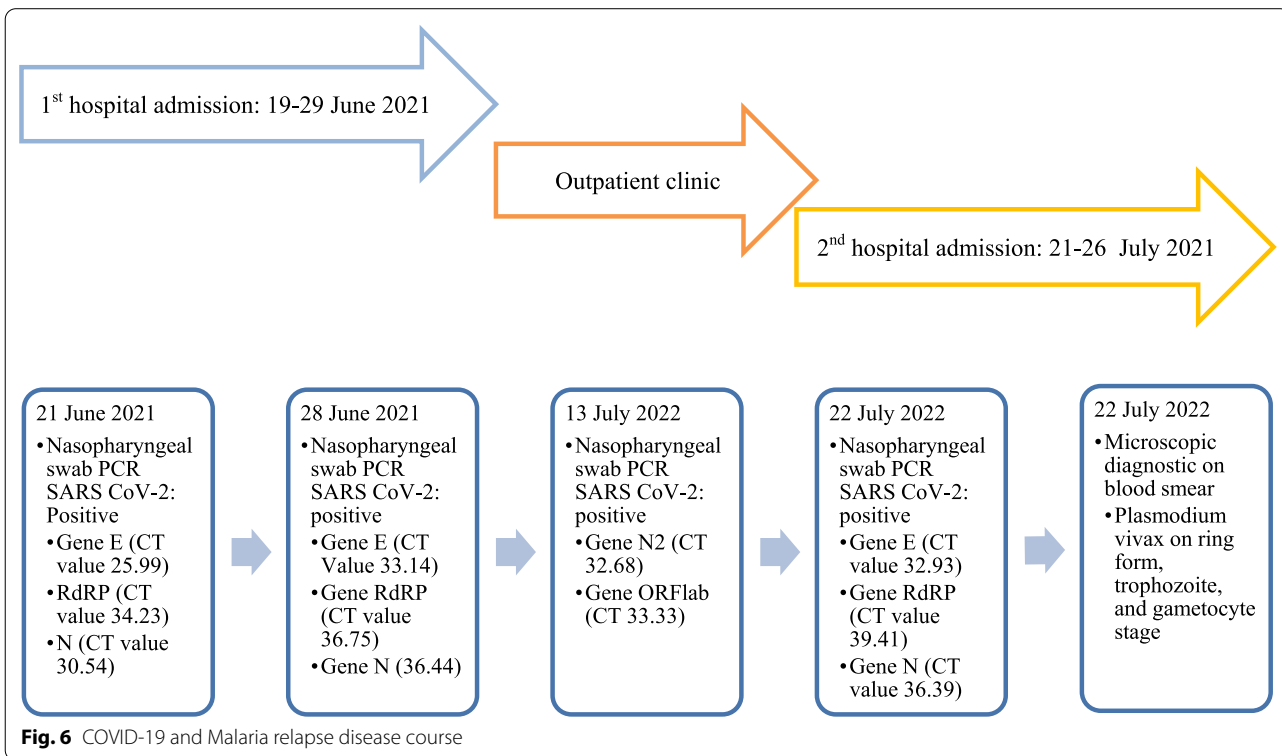 1st hospital admission: 19-29 June 2021
Outpatient clinic
2nd hospital admission: 21-26 July 2021
21 June 2021
•Nasopharyngeal
swab PCR
SARS CoV-2:
Positive
•Gene E (CT
value 25.99)
•RdRP (CT
value 34.23)
•N (CT value
30.54)
28 June 2021
•Nasopharyngeal
swab PCR
SARS CoV-2:
positive
•Gene E (CT
Value 33.14)
•Gene RdRP
(CT value
36.75)
•Gene N (36.44)
13 July 2022
•Nasopharyngeal
swab PCR
SARS CoV-2:
positive
•Gene N2 (CT
32.68)
•Gene ORFlab
(CT 33.33)
22 July 2022
•Nasopharyngeal
swab PCR
SARS CoV-2:
positive
•Gene E (CT
value 32.93)
•Gene RdRP
(CT value
39.41)
•Gene N (CT
value 36.39)
22 July 2022
•Microscopic
diagnostic on
blood smear
•Plasmodium
vivax on ring
form,
trophozoite,
and gametocyte
stage
Fig. 6 COVID-19 and Malaria relapse disease course